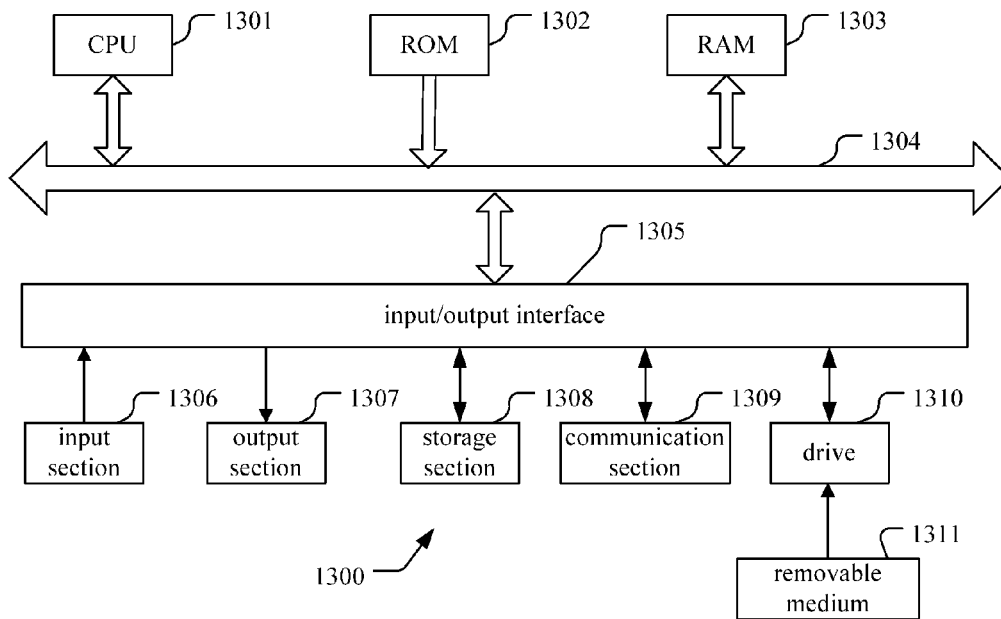 1301
1302
1303
CPU
ROM
RAM
1304
1305
input/output interface
1306
1307
1308
1309
1310
input
section
output
section
storage
section
communication
section
drive
1300
1311
removable
medium